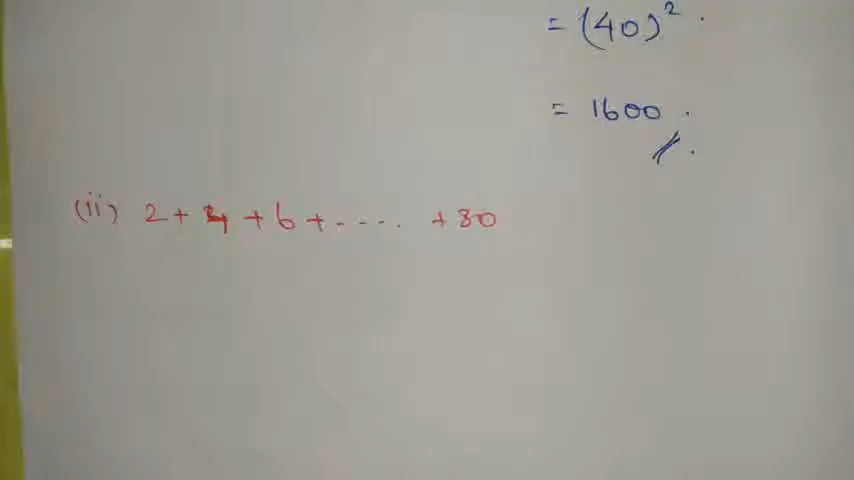 = (40)².
= 1600.
(ii) 2 + 4 + 6 + ..... + 80